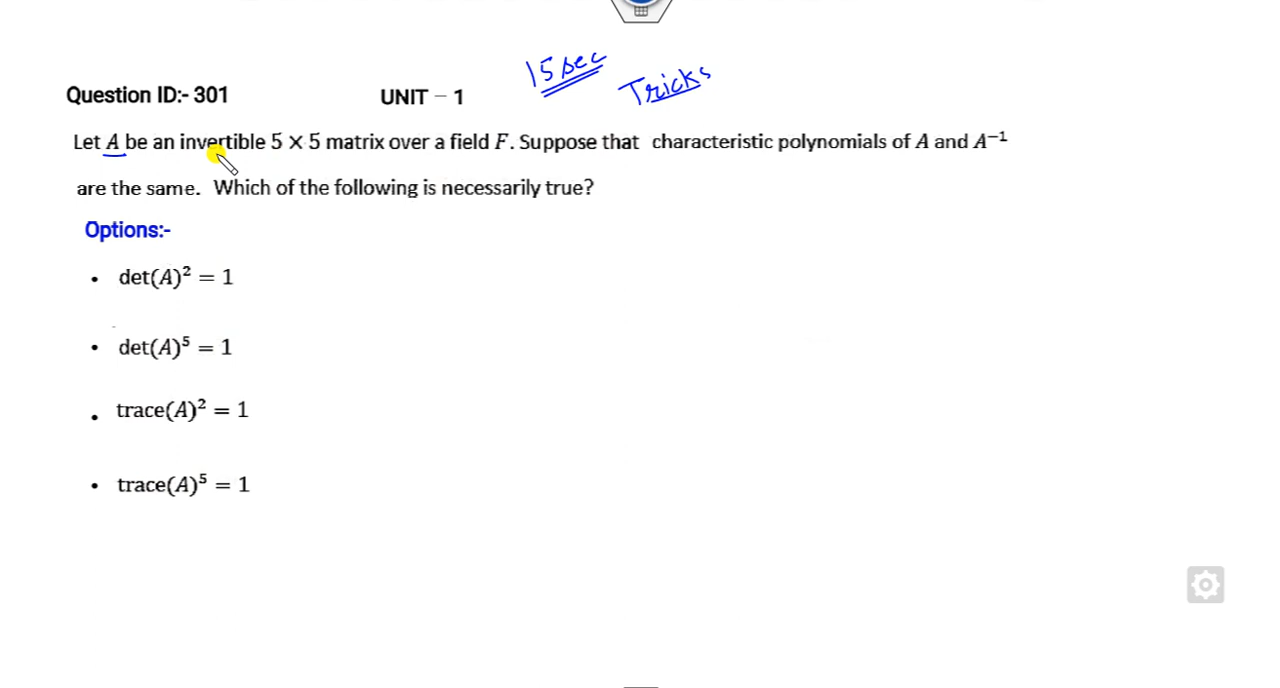 15 sec
Tricks
Question ID:- 301 UNIT – 1
Let A be an invertible 5 × 5 matrix over a field F. Suppose that characteristic polynomials of A and A⁻¹
are the same. Which of the following is necessarily true?
Options:-
• det(A)² = 1
• det(A)⁵ = 1
• trace(A)² = 1
• trace(A)⁵ = 1